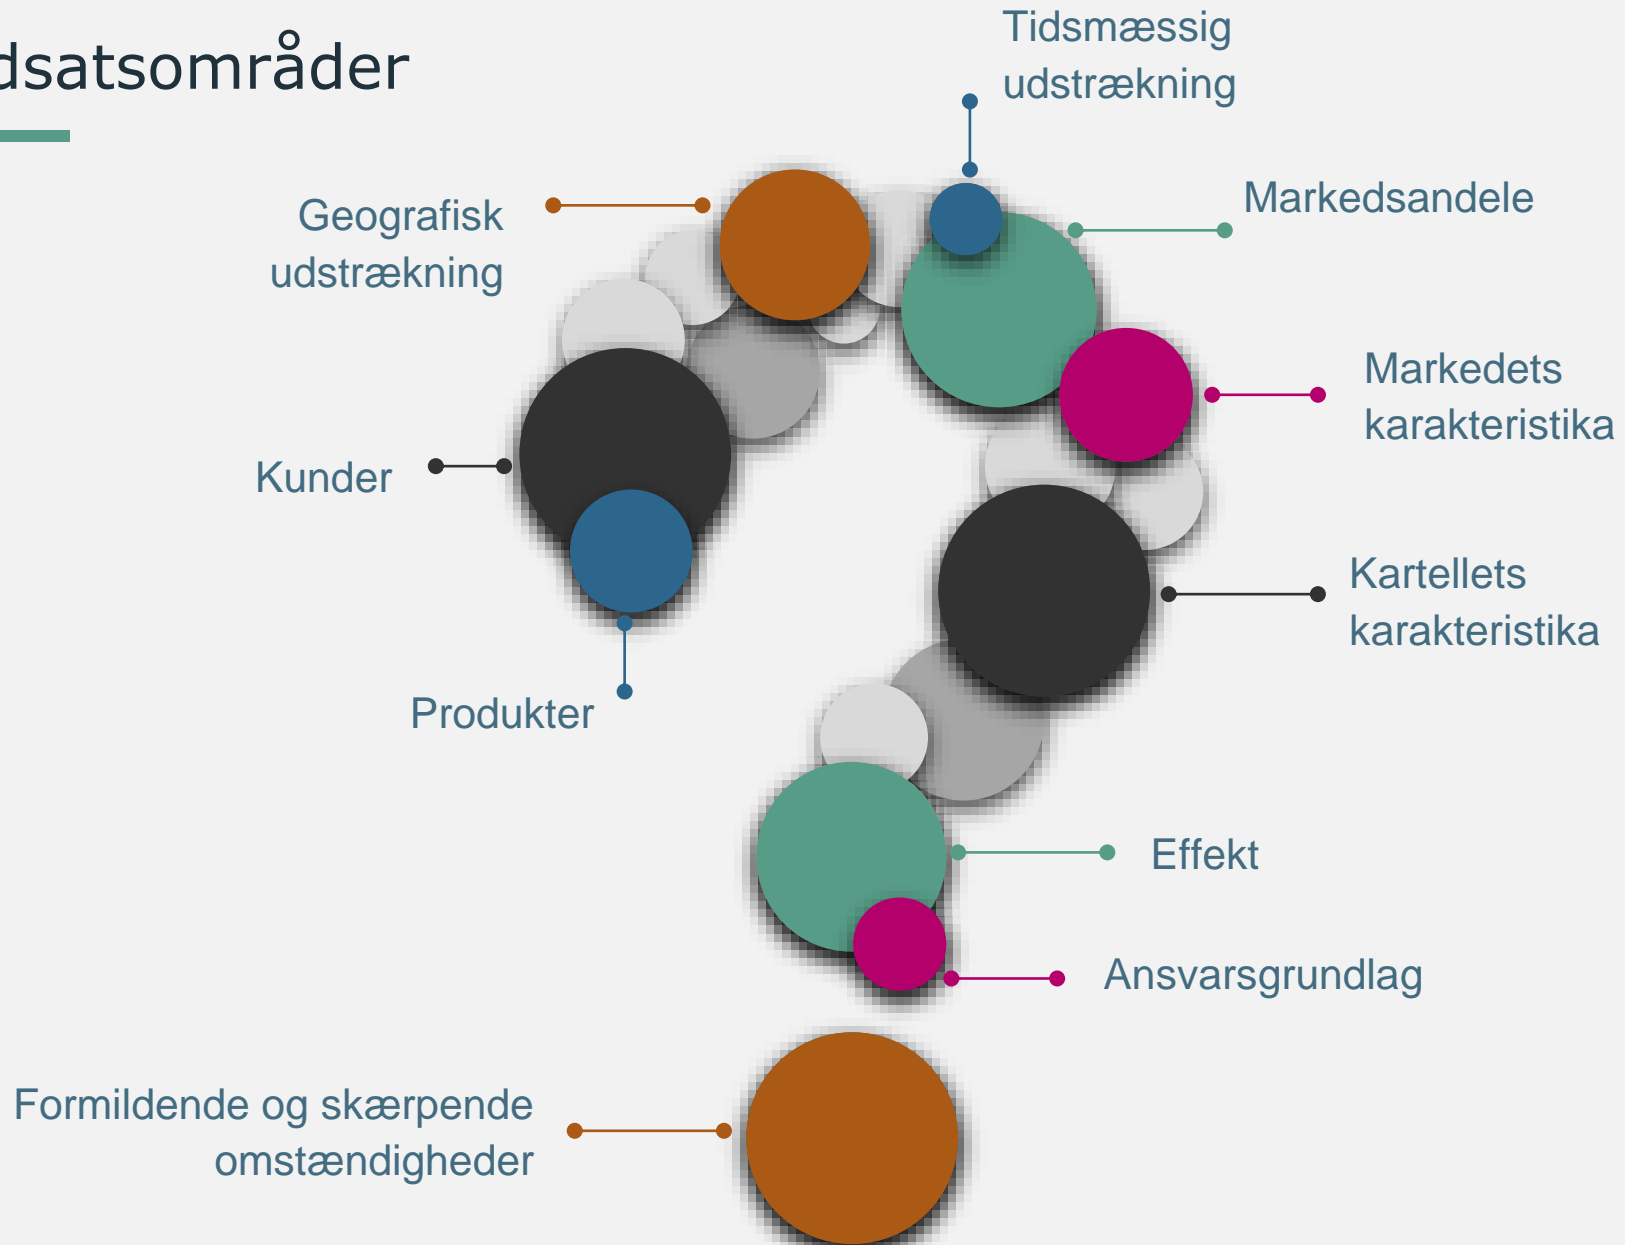 dsatsområder
Tidsmæssig
udstrækning
Geografisk
udstrækning
Markedsandele
Markedets
karakteristika
Kunder
Kartellets
karakteristika
Produkter
Effekt
Ansvarsgrundlag
Formildende og skærpende
omstændigheder